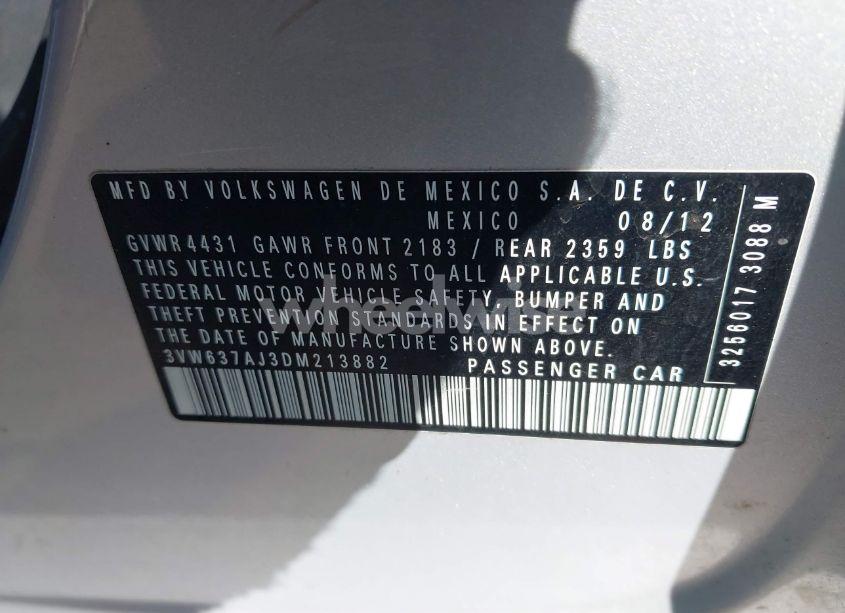 MFD BY VOLKSWAGEN DE MEXICO S.A. DE C.V.
MEXICO 08/12
GVWR4431 GAWR FRONT 2183 / REAR 2359 LBS
THIS VEHICLE CONFORMS TO ALL APPLICABLE U.S.
FEDERAL MOTOR VEHICLE SAFETY, BUMPER AND
THEFT PREVENTION STANDARDS IN EFFECT ON
THE DATE OF MANUFACTURE SHOWN ABOVE.
3VW637AJ3DM213882 PASSENGER CAR
3256017 3088 M
wheelwise